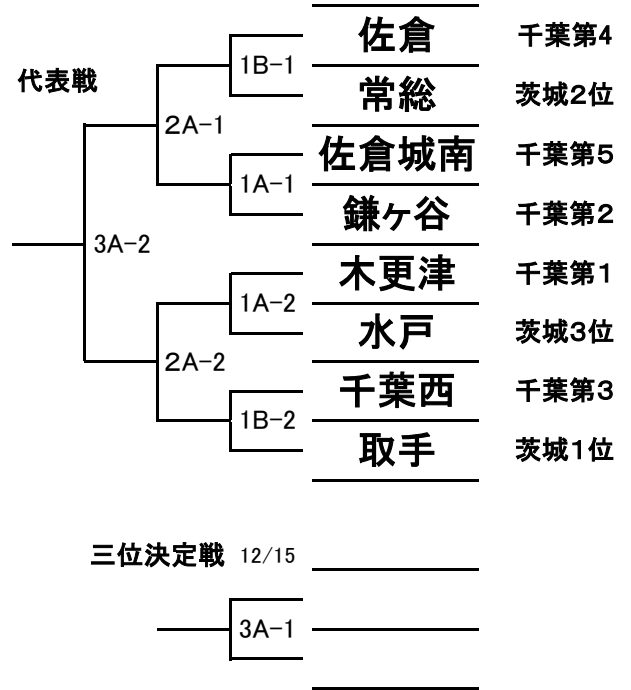 佐倉 千葉第4
1B-1
代表戦
常総 茨城2位
2A-1
佐倉城南 千葉第5
1A-1
鎌ヶ谷 千葉第2
3A-2
木更津 千葉第1
1A-2
水戸 茨城3位
2A-2
千葉西 千葉第3
1B-2
取手 茨城1位
三位決定戦 12/15
3A-1